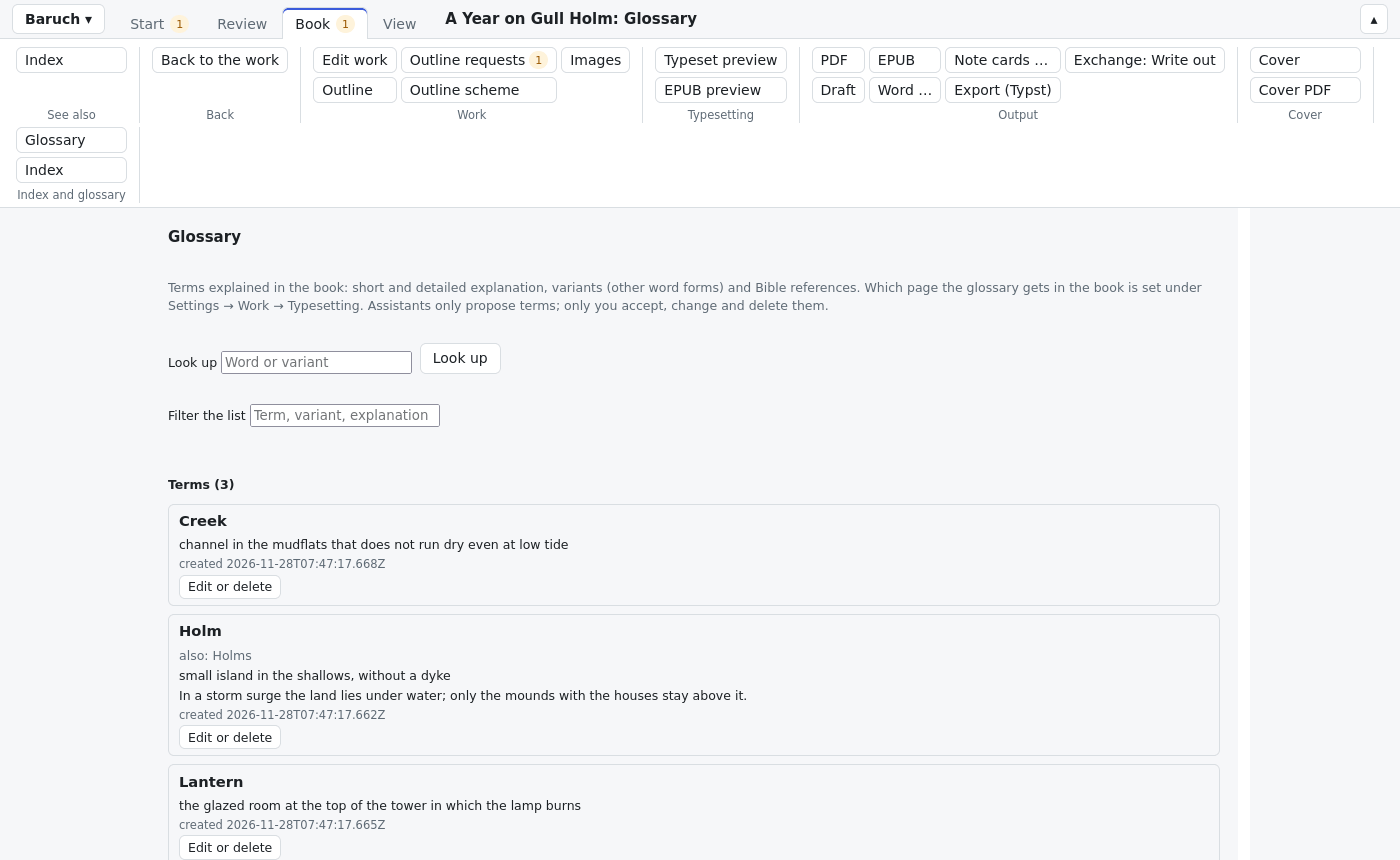 Baruch ▾ Start 1 Review Book 1 View A Year on Gull Holm: Glossary ▴
Index Back to the work Edit work Outline requests 1 Images Typeset preview PDF EPUB Note cards ... Exchange: Write out Cover
Outline Outline scheme EPUB preview Draft Word ... Export (Typst) Cover PDF
See also Back Work Typesetting Output Cover
Glossary
Index
Index and glossary
Glossary
Terms explained in the book: short and detailed explanation, variants (other word forms) and Bible references. Which page the glossary gets in the book is set under
Settings → Work → Typesetting. Assistants only propose terms; only you accept, change and delete them.
Look up Word or variant Look up
Filter the list Term, variant, explanation
Terms (3)
Creek
channel in the mudflats that does not run dry even at low tide
created 2026-11-28T07:47:17.668Z
Edit or delete
Holm
also: Holms
small island in the shallows, without a dyke
In a storm surge the land lies under water; only the mounds with the houses stay above it.
created 2026-11-28T07:47:17.662Z
Edit or delete
Lantern
the glazed room at the top of the tower in which the lamp burns
created 2026-11-28T07:47:17.665Z
Edit or delete